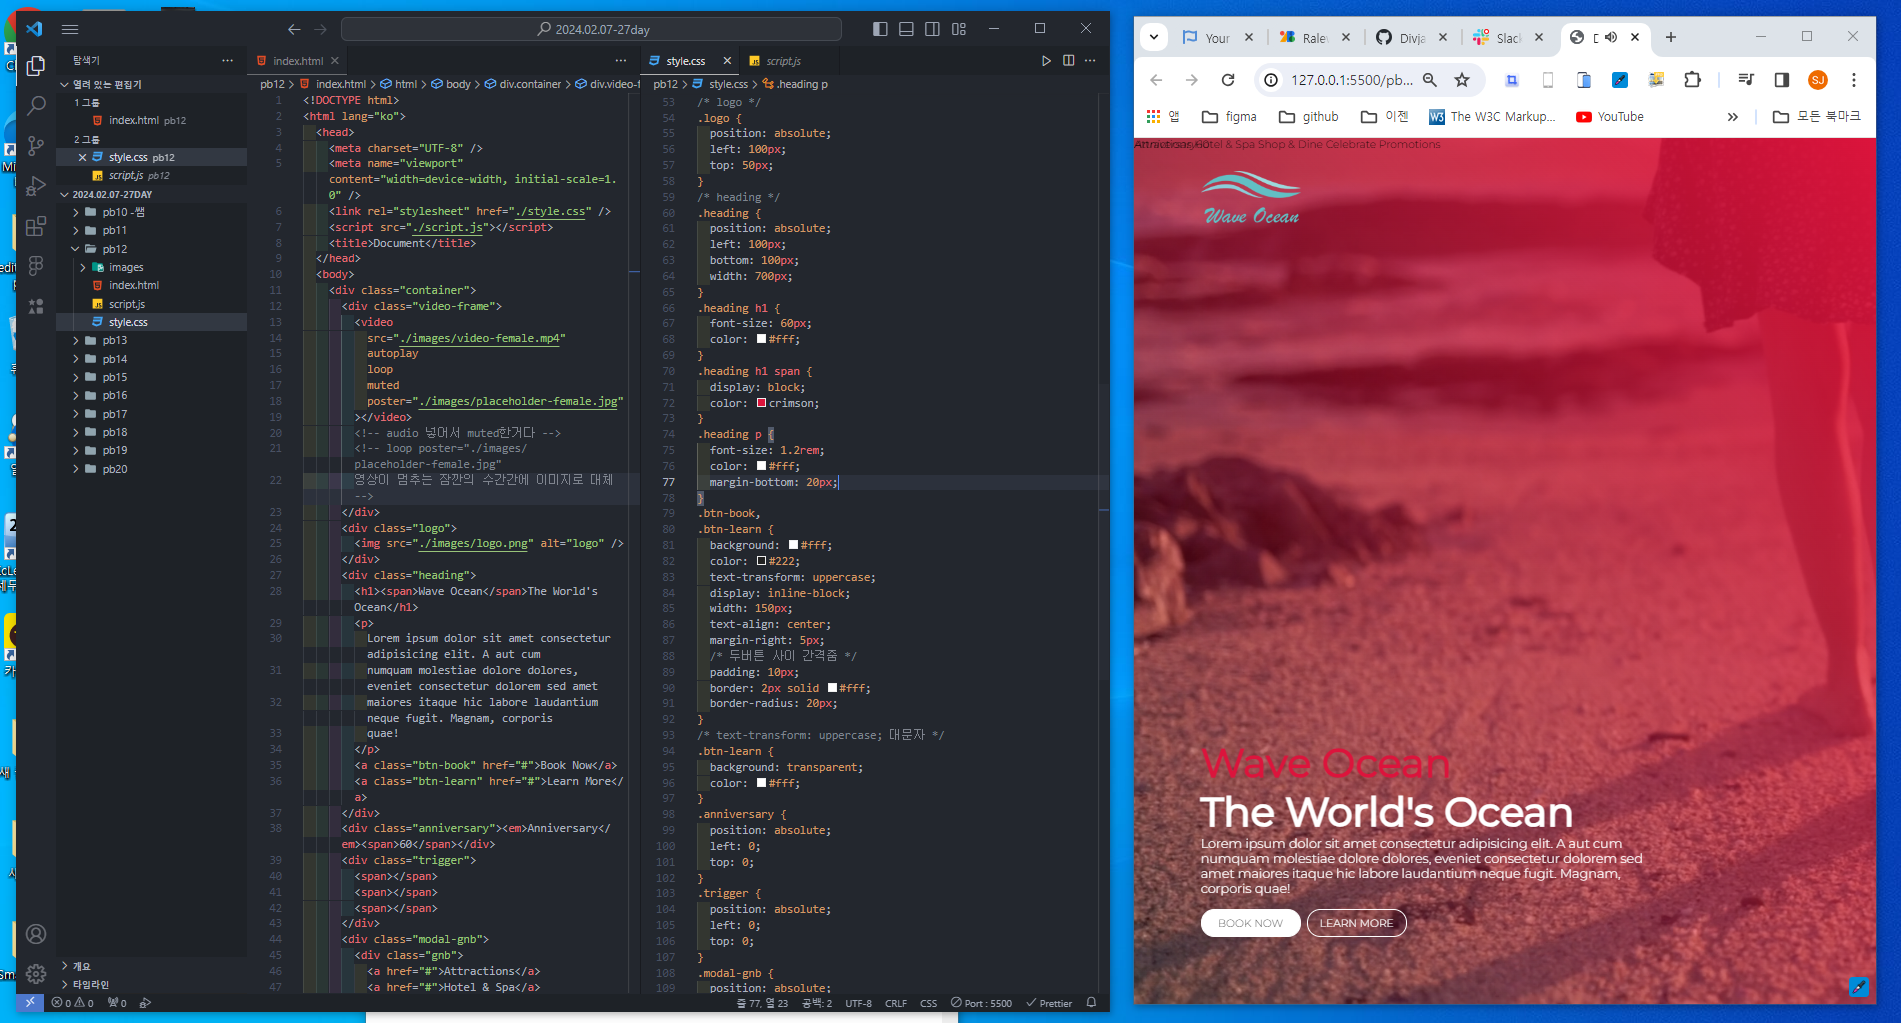 2024.02.07-27day
탐색기
열려 있는 편집기
1 그룹
index.html pb12
2 그룹
style.css pb12
script.js pb12
2024.02.07-27DAY
pb10 -쌤
pb11
pb12
images
index.html
script.js
style.css
pb13
pb14
pb15
pb16
pb17
pb18
pb19
pb20
개요
타임라인
index.html
pb12 > index.html > html > body > div.container > div.video-f
1 <!DOCTYPE html>
2 <html lang="ko">
3 <head>
4 <meta charset="UTF-8" />
5 <meta name="viewport"
content="width=device-width, initial-scale=1.
0" />
6 <link rel="stylesheet" href="./style.css" />
7 <script src="./script.js"></script>
8 <title>Document</title>
9 </head>
10 <body>
11 <div class="container">
12 <div class="video-frame">
13 <video
14 src="./images/video-female.mp4"
15 autoplay
16 loop
17 muted
18 poster="./images/placeholder-female.jpg"
19 ></video>
20 <!-- audio 넣어서 muted한거다 -->
21 <!-- loop poster="./images/
placeholder-female.jpg"
22 영상이 멈추는 잠깐의 수간간에 이미지로 대체
-->
23 </div>
24 <div class="logo">
25 <img src="./images/logo.png" alt="logo" />
26 </div>
27 <div class="heading">
28 <h1><span>Wave Ocean</span>The World's
Ocean</h1>
29 <p>
30 Lorem ipsum dolor sit amet consectetur
adipisicing elit. A aut cum
31 numquam molestiae dolore dolores,
eveniet consectetur dolorem sed amet
32 maiores itaque hic labore laudantium
neque fugit. Magnam, corporis
33 quae!
34 </p>
35 <a class="btn-book" href="#">Book Now</a>
36 <a class="btn-learn" href="#">Learn More</
a>
37 </div>
38 <div class="anniversary"><em>Anniversary</
em><span>60</span></div>
39 <div class="trigger">
40 <span></span>
41 <span></span>
42 <span></span>
43 </div>
44 <div class="modal-gnb">
45 <div class="gnb">
46 <a href="#">Attractions</a>
47 <a href="#">Hotel & Spa</a>
style.css
script.js
pb12 > style.css > .heading p
53 /* logo */
54 .logo {
55 position: absolute;
56 left: 100px;
57 top: 50px;
58 }
59 /* heading */
60 .heading {
61 position: absolute;
62 left: 100px;
63 bottom: 100px;
64 width: 700px;
65 }
66 .heading h1 {
67 font-size: 60px;
68 color: #fff;
69 }
70 .heading h1 span {
71 display: block;
72 color: crimson;
73 }
74 .heading p {
75 font-size: 1.2rem;
76 color: #fff;
77 margin-bottom: 20px;
78 }
79 .btn-book,
80 .btn-learn {
81 background: #fff;
82 color: #222;
83 text-transform: uppercase;
84 display: inline-block;
85 width: 150px;
86 text-align: center;
87 margin-right: 5px;
88 /* 두버튼 사이 간격줌 */
89 padding: 10px;
90 border: 2px solid #fff;
91 border-radius: 20px;
92 }
93 /* text-transform: uppercase; 대문자 */
94 .btn-learn {
95 background: transparent;
96 color: #fff;
97 }
98 .anniversary {
99 position: absolute;
100 left: 0;
101 top: 0;
102 }
103 .trigger {
104 position: absolute;
105 left: 0;
106 top: 0;
107 }
108 .modal-gnb {
109 position: absolute;
0 0 0
줄 77, 열 23 공백: 2 UTF-8 CRLF CSS Port : 5500 Prettier
Your
Ralew
Divja
Slac
127.0.0.1:5500/pb...
SJ
앱
figma
github
이젠
The W3C Markup...
YouTube
모든 북마크
Hotel & Spa Shop & Dine Celebrate Promotions
Wave Ocean
Wave Ocean
The World's Ocean
Lorem ipsum dolor sit amet consectetur adipisicing elit. A aut cum
numquam molestiae dolore dolores, eveniet consectetur dolorem sed
amet maiores itaque hic labore laudantium neque fugit. Magnam,
corporis quae!
BOOK NOW
LEARN MORE